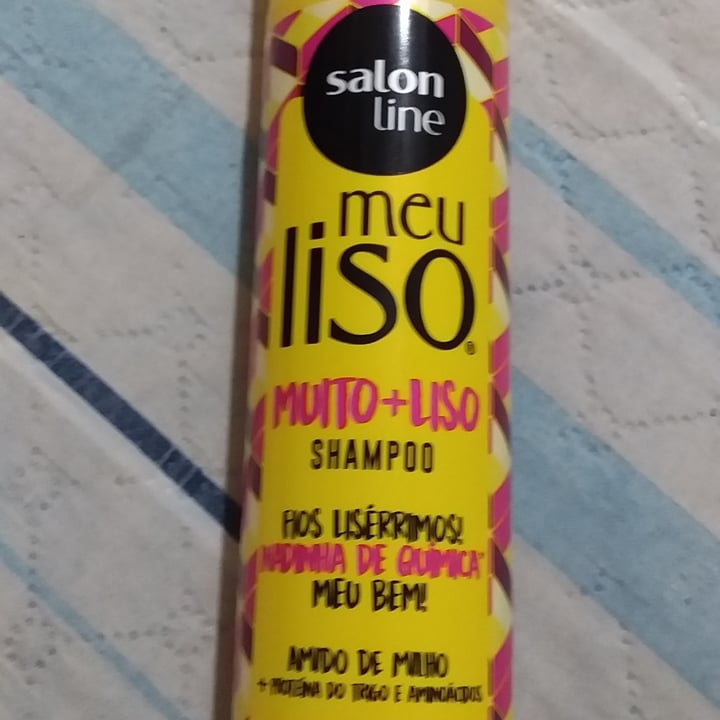 salon
line
meu
liso®
MUITO+LISO
SHAMPOO
FIOS LISÉRRIMOS!
NADINHA DE QUÍMICA*
MEU BEM!
AMIDO DE MILHO
+ PROTEÍNA DO TRIGO E AMINOÁCIDOS